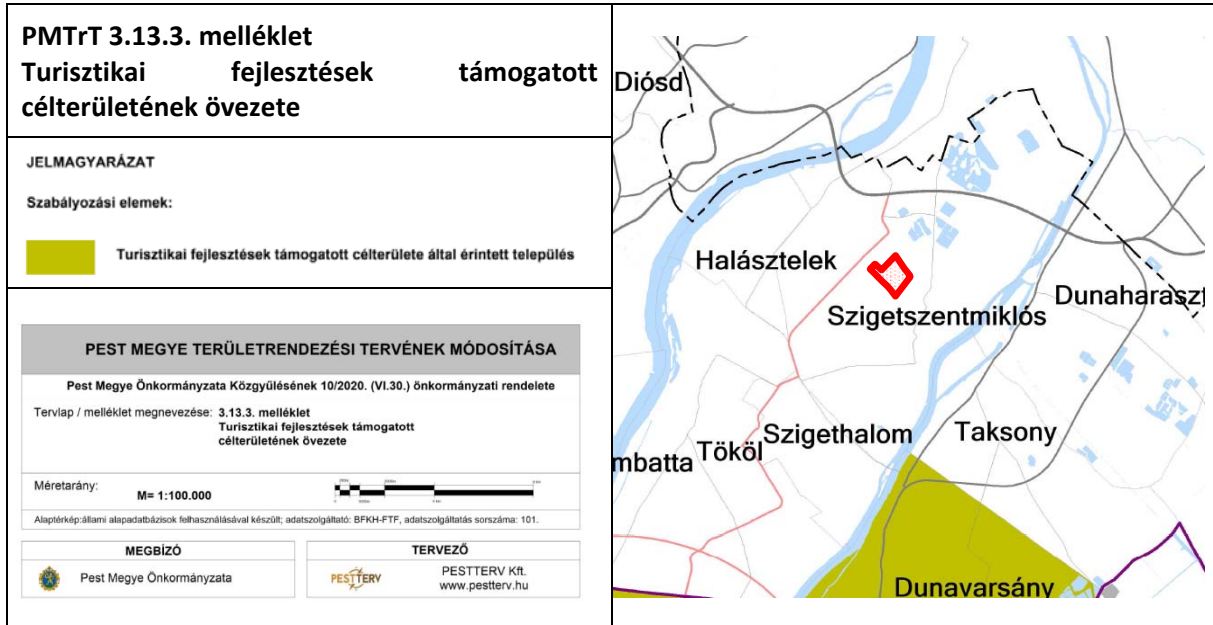 PMTrT 3.13.3. melléklet
Turisztikai fejlesztések támogatott
célterületének övezete
JELMAGYARÁZAT
Szabályozási elemek:
Turisztikai fejlesztések támogatott célterülete által érintett település
PEST MEGYE TERÜLETRENDEZÉSI TERVÉNEK MÓDOSÍTÁSA
Pest Megye Önkormányzata Közgyűlésének 10/2020. (VI.30.) önkormányzati rendelete
Tervlap / melléklet megnevezése: 3.13.3. melléklet
Turisztikai fejlesztések támogatott
célterületének övezete
Méretarány:
M= 1:100.000
Alaptérkép:állami alapadatbázisok felhasználásával készült; adatszolgáltató: BFKH-FTF, adatszolgáltatás sorszáma: 101.
MEGBÍZÓ
Pest Megye Önkormányzata
TERVEZŐ
PESTTERV
PESTTERV Kft.
www.pestterv.hu
Diósd
Halásztelek
Szigetszentmiklós
Dunaharaszt
Szigethalom
Taksony
Tököl
mbatta
Dunavarsány